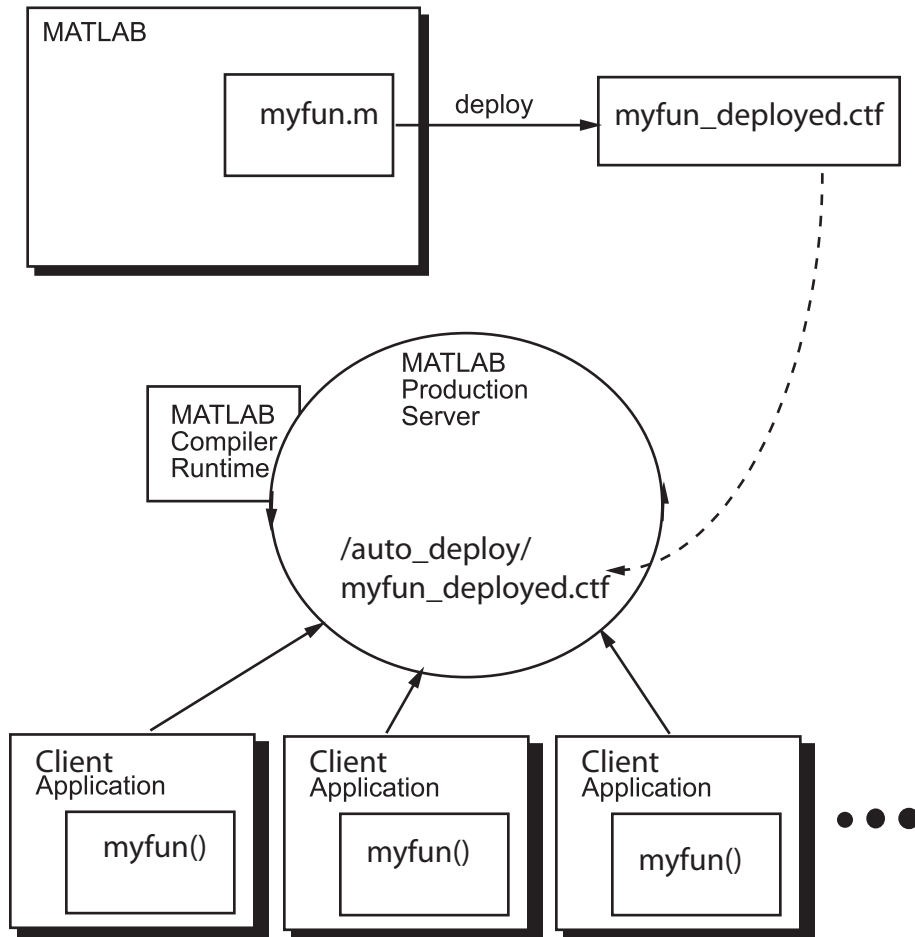 MATLAB
myfun.m
deploy
myfun_deployed.ctf
MATLAB
Production
Server
MATLAB
Compiler
Runtime
/auto_deploy/
myfun_deployed.ctf
Client
Application
myfun()
Client
Application
myfun()
Client
Application
myfun()